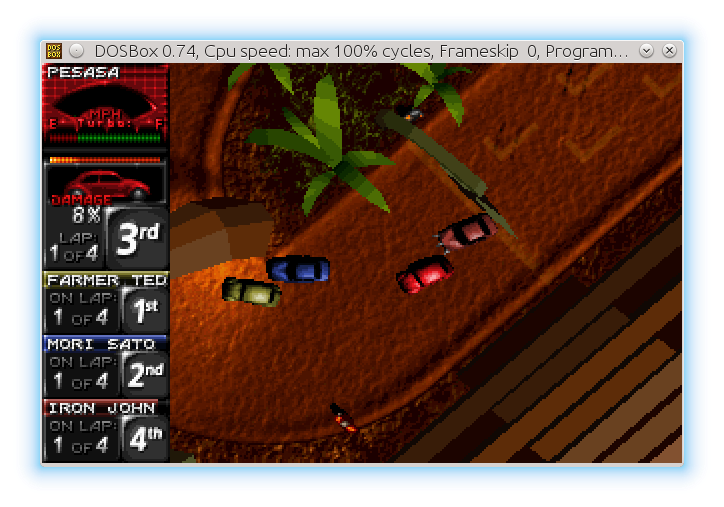 DOSBox 0.74, Cpu speed: max 100% cycles, Frameskip 0, Program...
PESASA
MPH
E Turbo: F
DAMAGE
8%
LAP:
1 OF 4
3rd
FARMER TED
ON LAP:
1 OF 4
1st
MORI SATO
ON LAP:
1 OF 4
2nd
IRON JOHN
ON LAP:
1 OF 4
4th